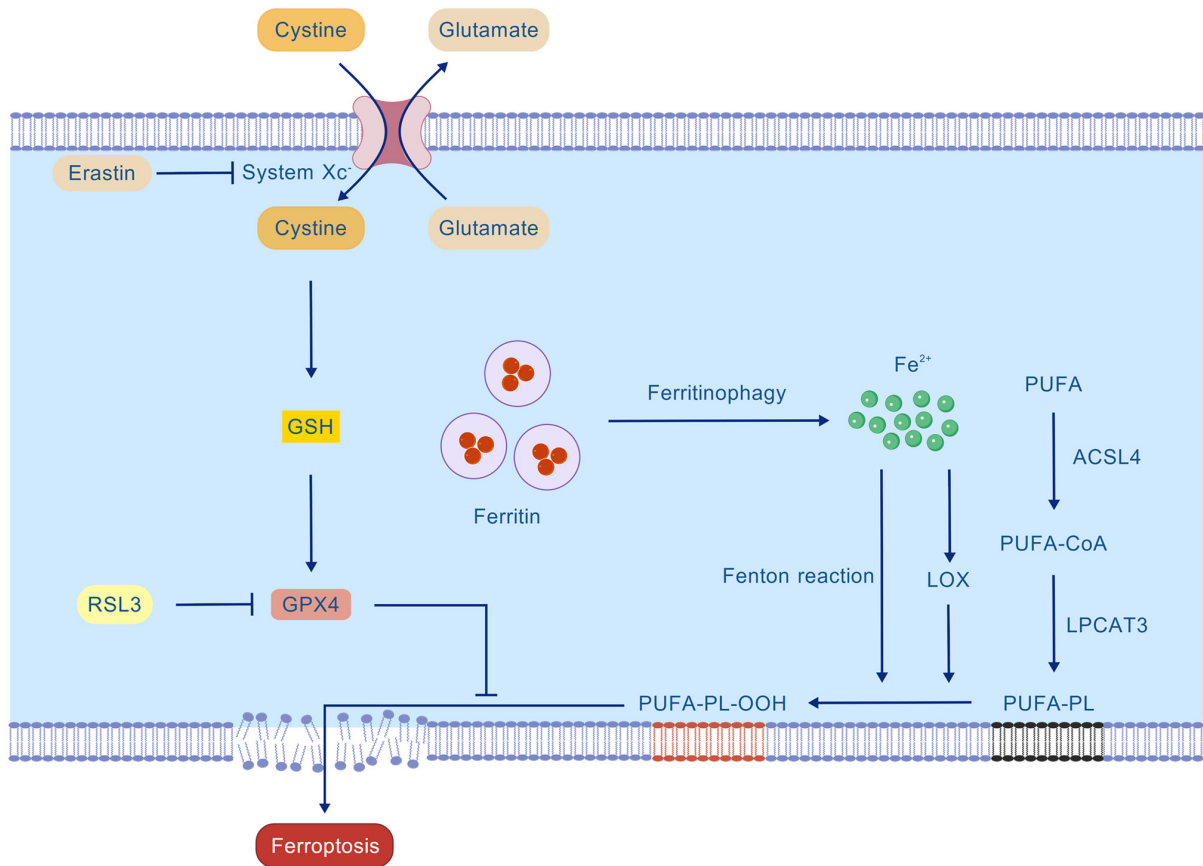 Cystine
Glutamate
Erastin
System Xc⁻
Cystine
Glutamate
Fe²⁺
PUFA
Ferritinophagy
GSH
ACSL4
Ferritin
PUFA-CoA
Fenton reaction
LOX
RSL3
GPX4
LPCAT3
PUFA-PL-OOH
PUFA-PL
Ferroptosis